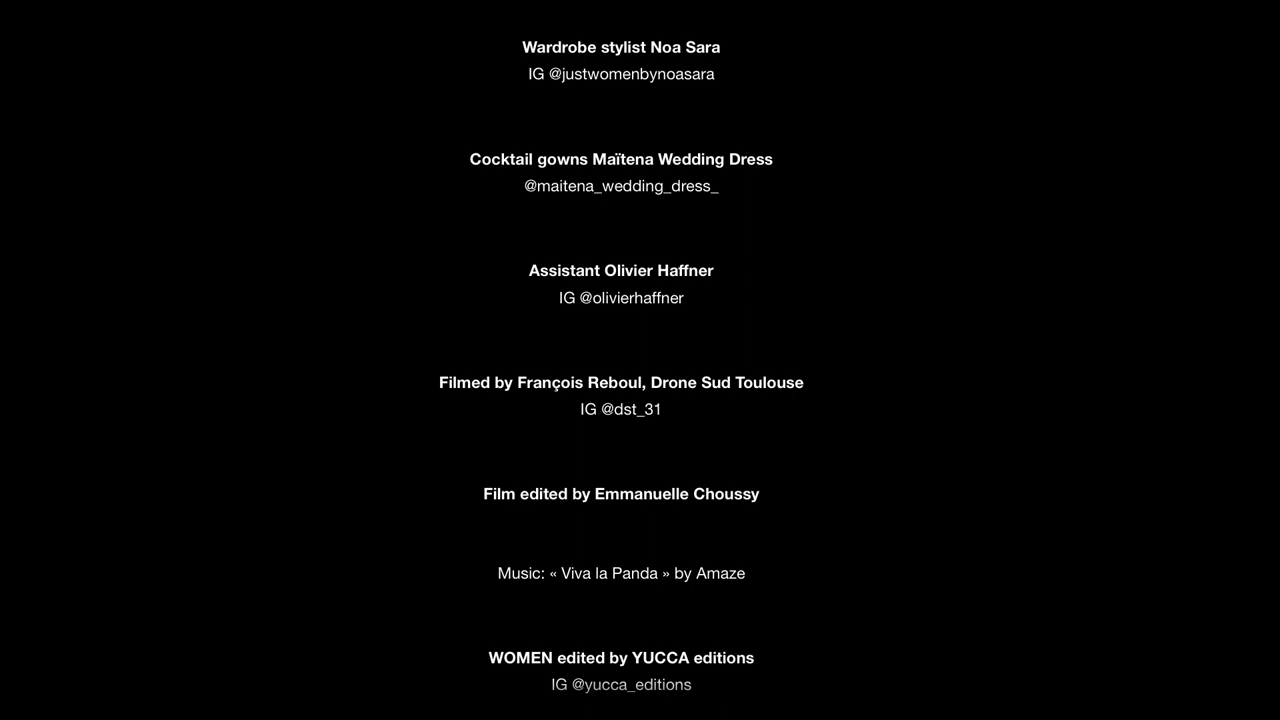 Wardrobe stylist Noa Sara
IG @justwomenbynoasara
Cocktail gowns Maïtena Wedding Dress
@maitena_wedding_dress_
Assistant Olivier Haffner
IG @olivierhaffner
Filmed by François Reboul, Drone Sud Toulouse
IG @dst_31
Film edited by Emmanuelle Choussy
Music: « Viva la Panda » by Amaze
WOMEN edited by YUCCA editions
IG @yucca_editions